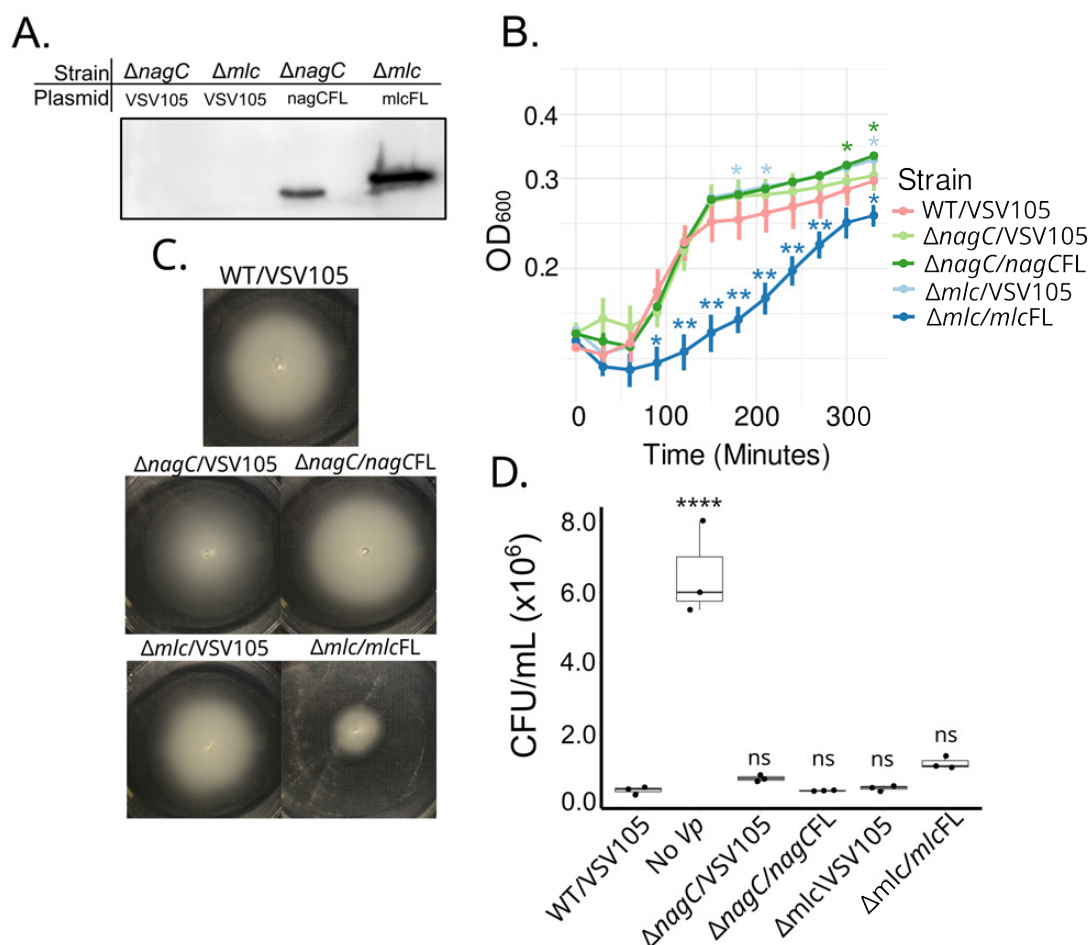 A.
Strain ΔnagC Δmlc ΔnagC Δmlc
Plasmid VSV105 VSV105 nagCFL mlcFL
B.
0.4
0.3
0.2
OD600
0 100 200 300
Time (Minutes)
* * * * * * *
* ** ** ** ** ** ** *
Strain
WT/VSV105
ΔnagC/VSV105
ΔnagC/nagCFL
Δmlc/VSV105
Δmlc/mlcFL
C.
WT/VSV105
ΔnagC/VSV105 ΔnagC/nagCFL
Δmlc/VSV105 Δmlc/mlcFL
D.
CFU/mL (x10⁶)
8.0
6.0
4.0
2.0
0.0
****
ns ns ns ns
WT/VSV105
No Vp
ΔnagC/VSV105
ΔnagC/nagCFL
Δmlc\VSV105
Δmlc/mlcFL